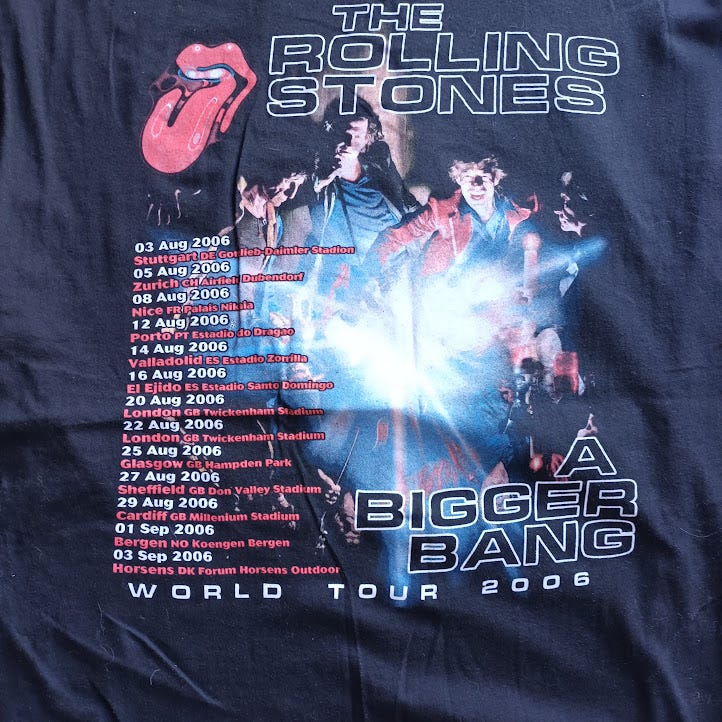 THE
ROLLING
STONES
03 Aug 2006
Stuttgart DE Gottlieb-Daimler Stadion
05 Aug 2006
Zurich CH Airfield Dubendorf
08 Aug 2006
Nice FR Palais Nikaia
12 Aug 2006
Porto PT Estadio do Dragao
14 Aug 2006
Valladolid ES Estadio Zorrilla
16 Aug 2006
El Ejido ES Estadio Santo Domingo
20 Aug 2006
London GB Twickenham Stadium
22 Aug 2006
London GB Twickenham Stadium
25 Aug 2006
Glasgow GB Hampden Park
27 Aug 2006
Sheffield GB Don Valley Stadium
29 Aug 2006
Cardiff GB Millenium Stadium
01 Sep 2006
Bergen NO Koengen Bergen
03 Sep 2006
Horsens DK Forum Horsens Outdoor
A
BIGGER
BANG
WORLD TOUR 2006